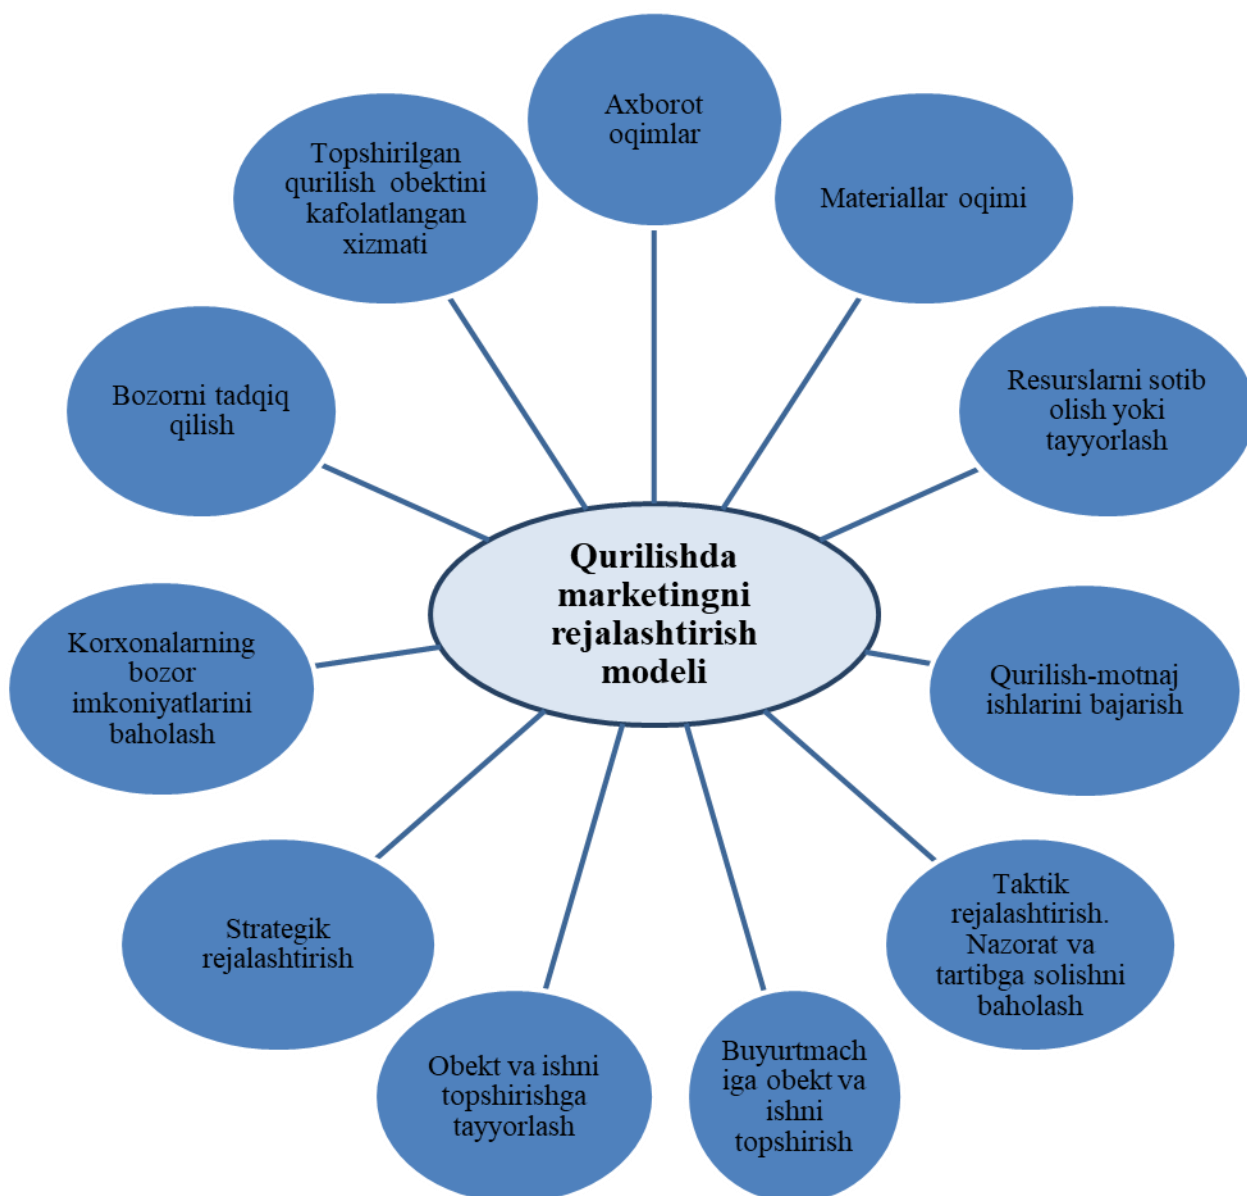 Axborot
oqimlar
Materiallar oqimi
Resurslarni sotib
olish yoki
tayyorlash
Qurilish-motnaj
ishlarini bajarish
Taktik
rejalashtirish.
Nazorat va
tartibga solishni
baholash
Buyurtmach
iga obekt va
ishni
topshirish
Obekt va ishni
topshirishga
tayyorlash
Strategik
rejalashtirish
Korxonalarning
bozor
imkoniyatlarini
baholash
Bozorni tadqiq
qilish
Topshirilgan
qurilish obektini
kafolatlangan
xizmati
Qurilishda
marketingni
rejalashtirish
modeli